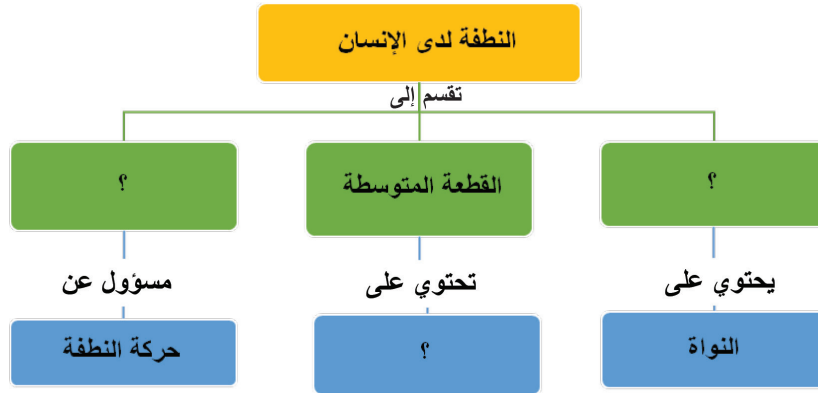 النطفة لدى الإنسان
تقسم إلى
؟
القطعة المتوسطة
؟
يحتوي على
تحتوي على
مسؤول عن
النواة
؟
حركة النطفة